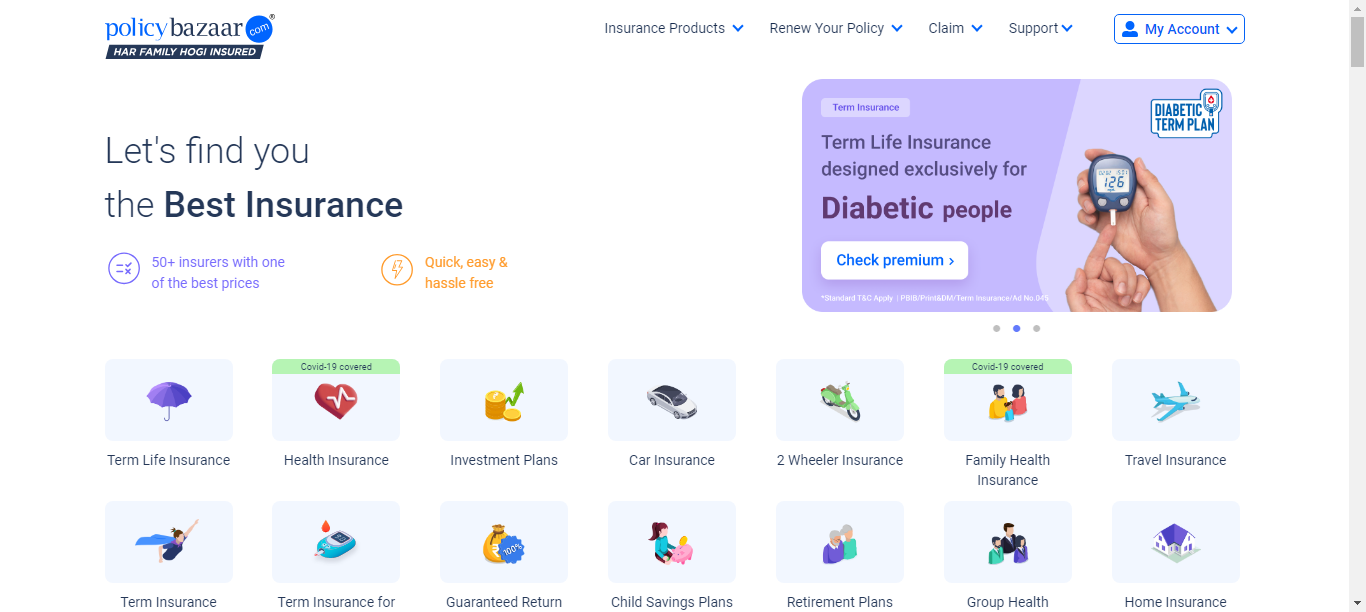 policybazaar.com®
HAR FAMILY HOGI INSURED
Insurance Products
Renew Your Policy
Claim
Support
My Account
Let's find you
the Best Insurance
50+ insurers with one
of the best prices
Quick, easy &
hassle free
Term Insurance
DIABETIC
TERM PLAN
Term Life Insurance
designed exclusively for
Diabetic people
126
Check premium ›
*Standard T&C Apply | PBIB/Print&DM/Term Insurance/Ad No.045
Covid-19 covered
Covid-19 covered
Term Life Insurance
Health Insurance
Investment Plans
Car Insurance
2 Wheeler Insurance
Family Health
Insurance
Travel Insurance
100%
Term Insurance
Term Insurance for
Guaranteed Return
Child Savings Plans
Retirement Plans
Group Health
Home Insurance